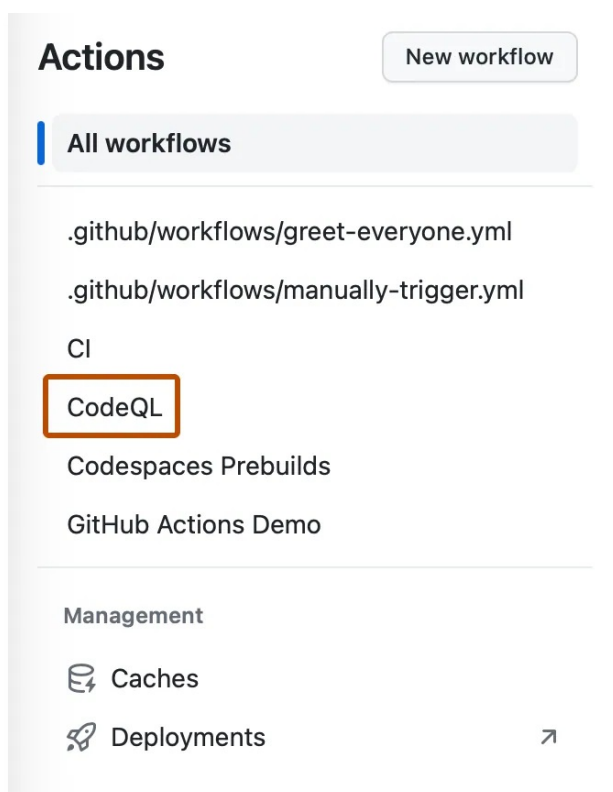 Actions
New workflow
All workflows
.github/workflows/greet-everyone.yml
.github/workflows/manually-trigger.yml
CI
CodeQL
Codespaces Prebuilds
GitHub Actions Demo
Management
Caches
Deployments